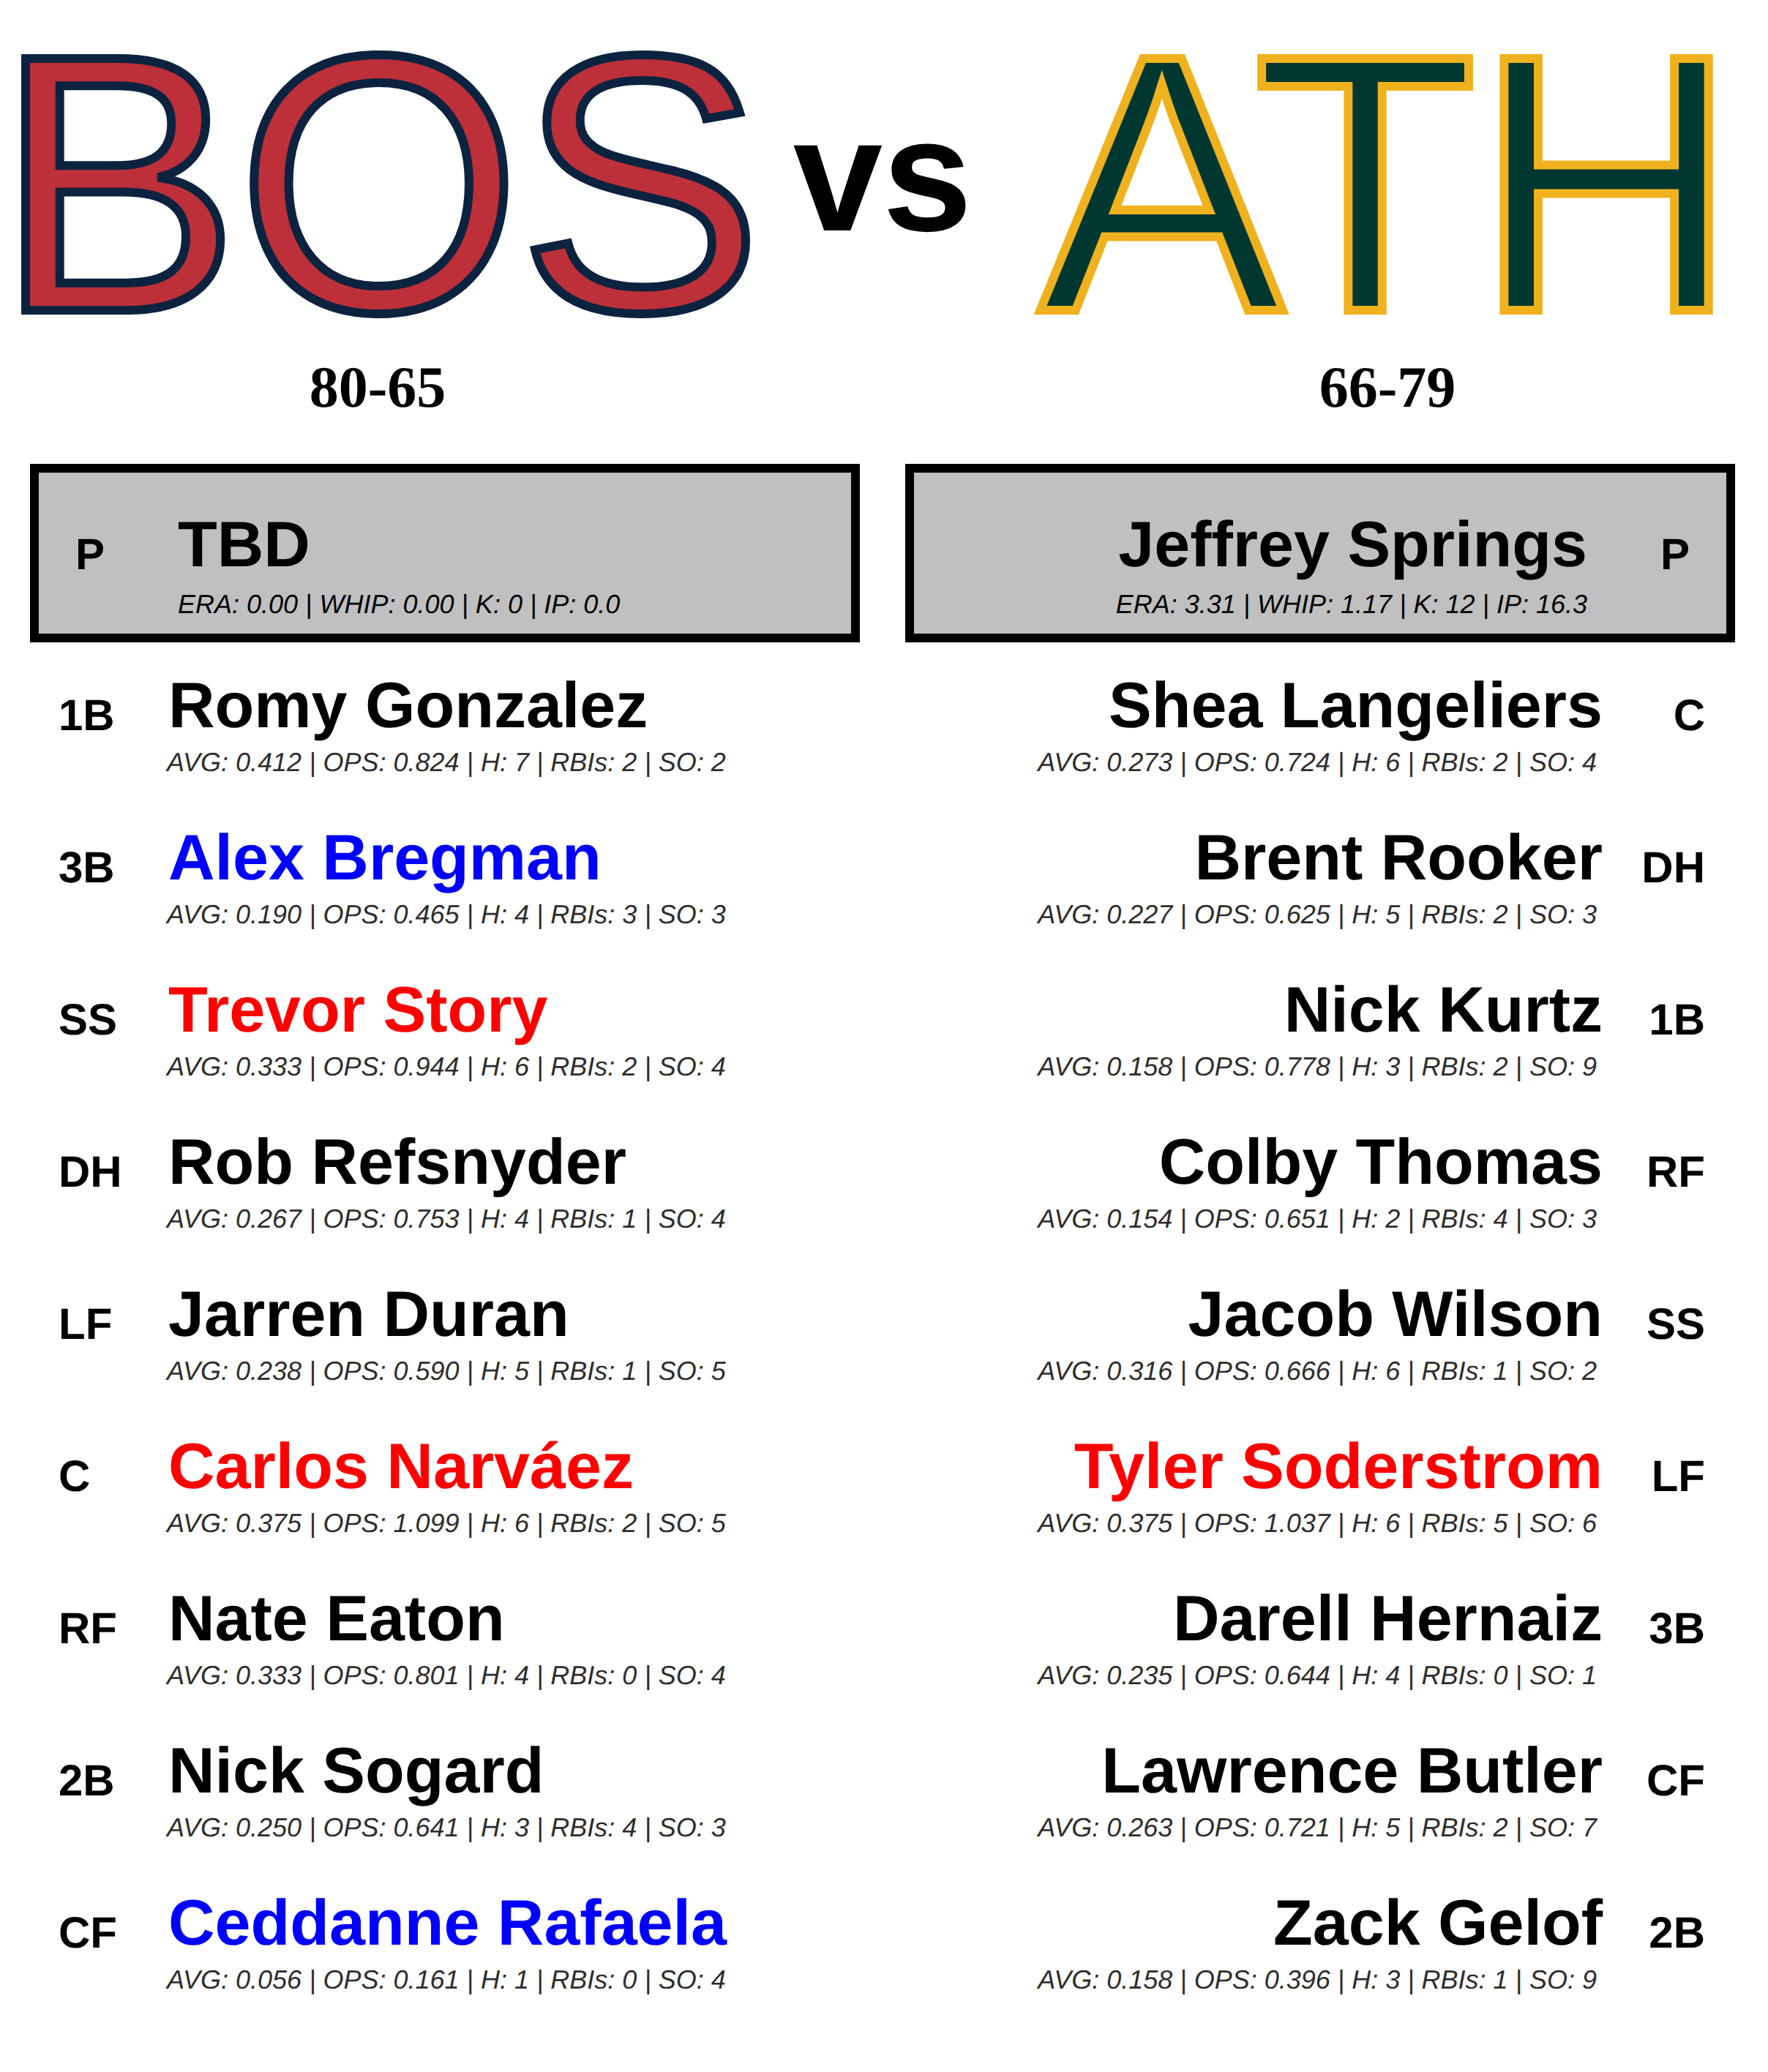 BOS vs ATH
80-65
66-79
P TBD
ERA: 0.00 | WHIP: 0.00 | K: 0 | IP: 0.0
Jeffrey Springs P
ERA: 3.31 | WHIP: 1.17 | K: 12 | IP: 16.3
1B Romy Gonzalez
AVG: 0.412 | OPS: 0.824 | H: 7 | RBIs: 2 | SO: 2
3B Alex Bregman
AVG: 0.190 | OPS: 0.465 | H: 4 | RBIs: 3 | SO: 3
SS Trevor Story
AVG: 0.333 | OPS: 0.944 | H: 6 | RBIs: 2 | SO: 4
DH Rob Refsnyder
AVG: 0.267 | OPS: 0.753 | H: 4 | RBIs: 1 | SO: 4
LF Jarren Duran
AVG: 0.238 | OPS: 0.590 | H: 5 | RBIs: 1 | SO: 5
C Carlos Narváez
AVG: 0.375 | OPS: 1.099 | H: 6 | RBIs: 2 | SO: 5
RF Nate Eaton
AVG: 0.333 | OPS: 0.801 | H: 4 | RBIs: 0 | SO: 4
2B Nick Sogard
AVG: 0.250 | OPS: 0.641 | H: 3 | RBIs: 4 | SO: 3
CF Ceddanne Rafaela
AVG: 0.056 | OPS: 0.161 | H: 1 | RBIs: 0 | SO: 4
Shea Langeliers C
AVG: 0.273 | OPS: 0.724 | H: 6 | RBIs: 2 | SO: 4
Brent Rooker DH
AVG: 0.227 | OPS: 0.625 | H: 5 | RBIs: 2 | SO: 3
Nick Kurtz 1B
AVG: 0.158 | OPS: 0.778 | H: 3 | RBIs: 2 | SO: 9
Colby Thomas RF
AVG: 0.154 | OPS: 0.651 | H: 2 | RBIs: 4 | SO: 3
Jacob Wilson SS
AVG: 0.316 | OPS: 0.666 | H: 6 | RBIs: 1 | SO: 2
Tyler Soderstrom LF
AVG: 0.375 | OPS: 1.037 | H: 6 | RBIs: 5 | SO: 6
Darell Hernaiz 3B
AVG: 0.235 | OPS: 0.644 | H: 4 | RBIs: 0 | SO: 1
Lawrence Butler CF
AVG: 0.263 | OPS: 0.721 | H: 5 | RBIs: 2 | SO: 7
Zack Gelof 2B
AVG: 0.158 | OPS: 0.396 | H: 3 | RBIs: 1 | SO: 9